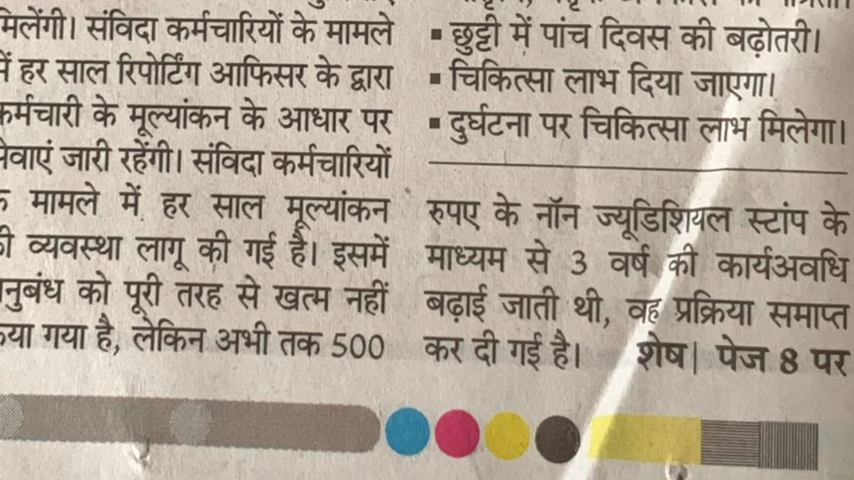 मिलेंगी। संविदा कर्मचारियों के मामले
में हर साल रिपोर्टिंग आफिसर के द्वारा
कर्मचारी के मूल्यांकन के आधार पर
सेवाएं जारी रहेंगी। संविदा कर्मचारियों
के मामले में हर साल मूल्यांकन
की व्यवस्था लागू की गई है। इसमें
अनुबंध को पूरी तरह से खत्म नहीं
किया गया है, लेकिन अभी तक 500
▪ छुट्टी में पांच दिवस की बढ़ोतरी।
▪ चिकित्सा लाभ दिया जाएगा।
▪ दुर्घटना पर चिकित्सा लाभ मिलेगा।
रुपए के नॉन ज्यूडिशियल स्टांप के
माध्यम से 3 वर्ष की कार्यअवधि
बढ़ाई जाती थी, वह प्रक्रिया समाप्त
कर दी गई है। शेष| पेज 8 पर